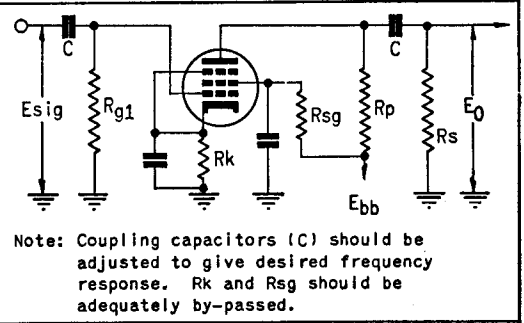 C
C
Esig
Rg1
Rsg
Rp
E0
Rs
Rk
Ebb
Note: Coupling capacitors (C) should be
adjusted to give desired frequency
response. Rk and Rsg should be
adequately by-passed.